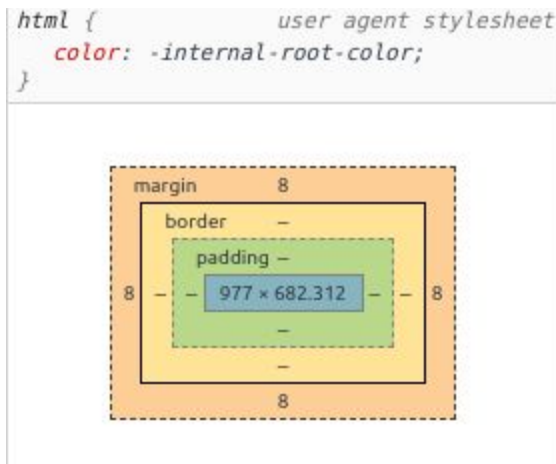 html { user agent stylesheet
color: -internal-root-color;
}
margin 8
border –
padding –
8 – – 977 × 682.312 – – 8
–
–
8